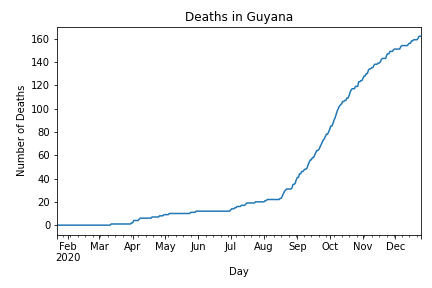 Deaths in Guyana
160
140
120
100
80
60
40
20
0
Number of Deaths
Feb Mar Apr May Jun Jul Aug Sep Oct Nov Dec
2020
Day